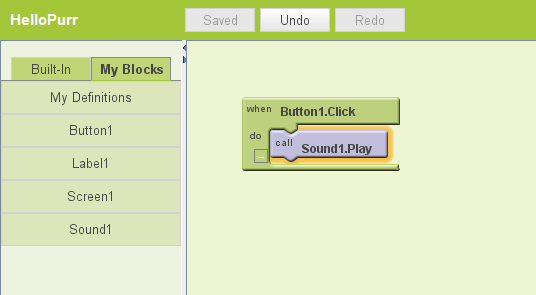 HelloPurr
Saved Undo Redo
Built-In My Blocks
My Definitions
Button1
Label1
Screen1
Sound1
when Button1.Click
do
call Sound1.Play